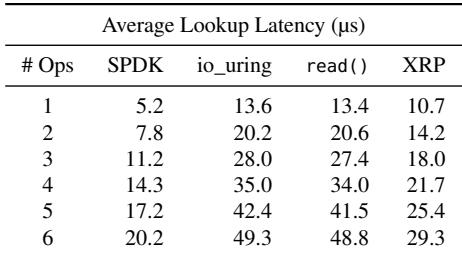 Average Lookup Latency (µs)
# Ops SPDK io_uring read() XRP
1 5.2 13.6 13.4 10.7
2 7.8 20.2 20.6 14.2
3 11.2 28.0 27.4 18.0
4 14.3 35.0 34.0 21.7
5 17.2 42.4 41.5 25.4
6 20.2 49.3 48.8 29.3